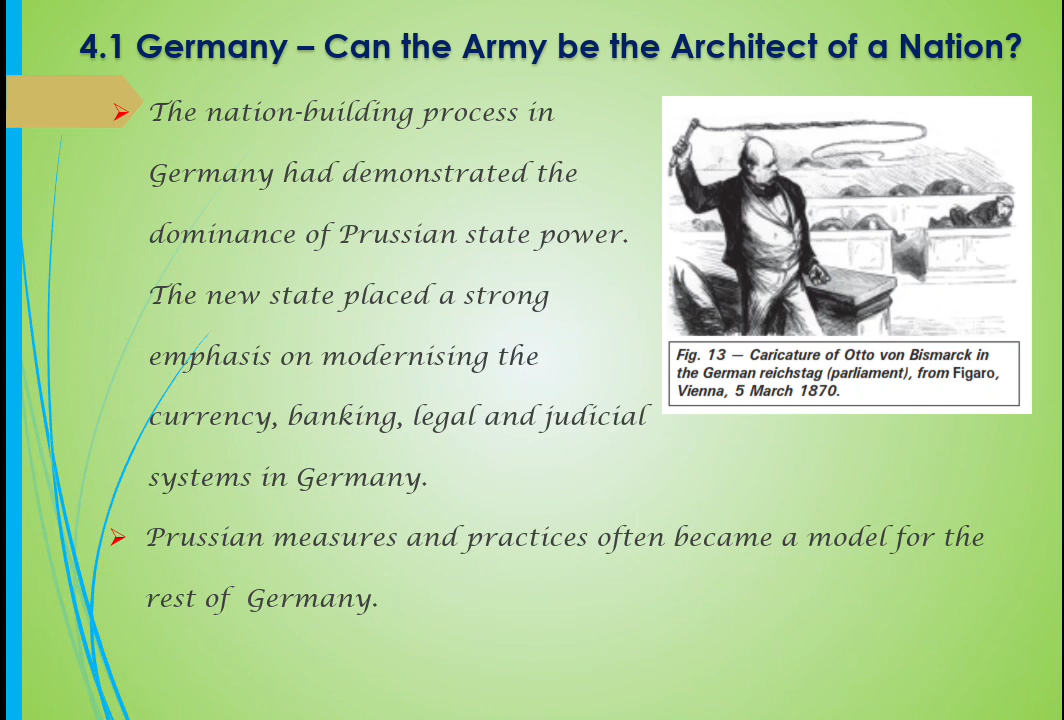 4.1 Germany – Can the Army be the Architect of a Nation?
The nation-building process in
Germany had demonstrated the
dominance of Prussian state power.
The new state placed a strong
emphasis on modernising the
currency, banking, legal and judicial
systems in Germany.
Prussian measures and practices often became a model for the
rest of Germany.
Fig. 13 — Caricature of Otto von Bismarck in
the German reichstag (parliament), from Figaro,
Vienna, 5 March 1870.